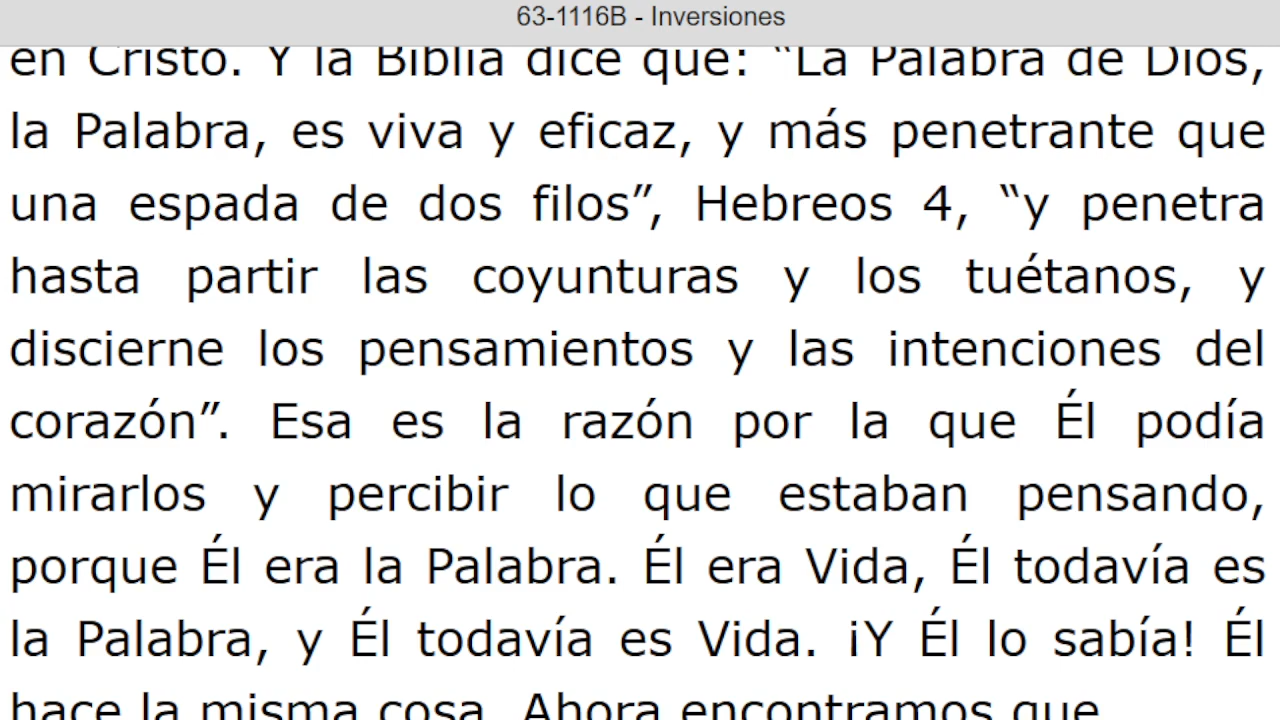 63-1116B - Inversiones
en Cristo. Y la Biblia dice que: “La Palabra de Dios,
la Palabra, es viva y eficaz, y más penetrante que
una espada de dos filos”, Hebreos 4, “y penetra
hasta partir las coyunturas y los tuétanos, y
discierne los pensamientos y las intenciones del
corazón”. Esa es la razón por la que Él podía
mirarlos y percibir lo que estaban pensando,
porque Él era la Palabra. Él era Vida, Él todavía es
la Palabra, y Él todavía es Vida. ¡Y Él lo sabía! Él
hace la misma cosa. Ahora encontramos que